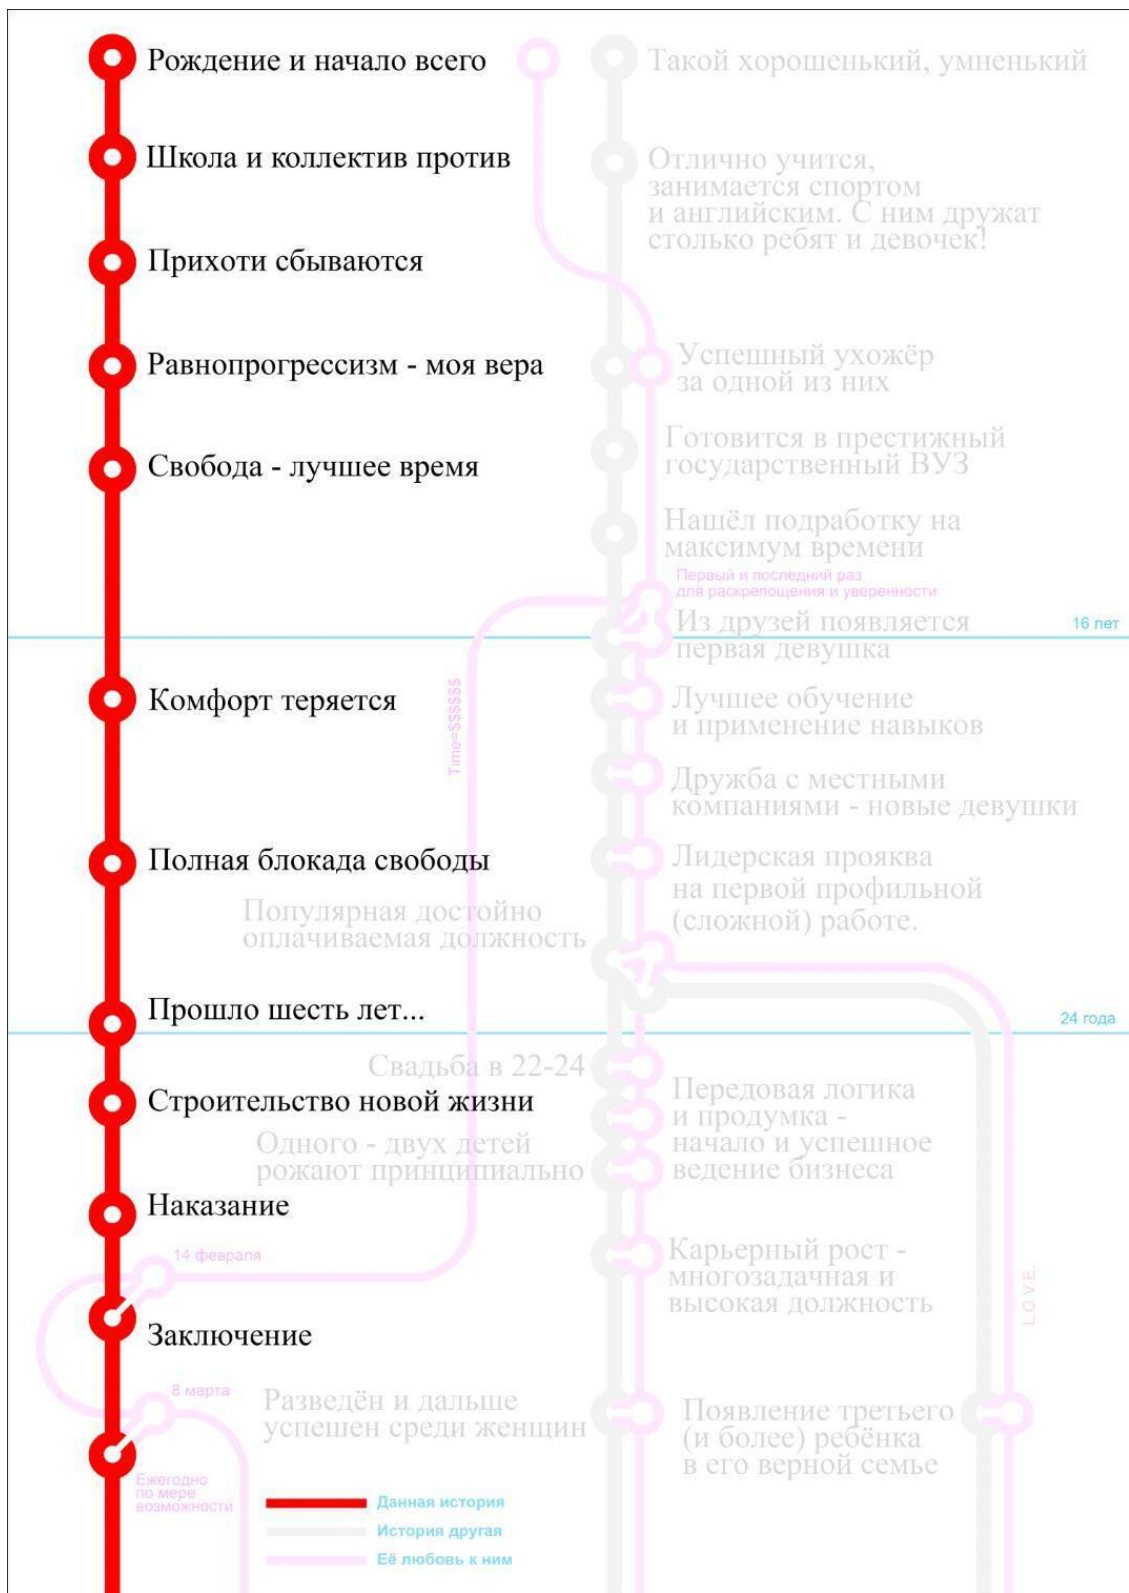 Рождение и начало всего
Школа и коллектив против
Прихоти сбываются
Равнопрогрессизм - моя вера
Свобода - лучшее время
Комфорт теряется
Полная блокада свободы
Прошло шесть лет...
Строительство новой жизни
Наказание
Заключение
Такой хорошенький, умненький
Отлично учится,
занимается спортом
и английским. С ним дружат
столько ребят и девочек!
Успешный ухожёр
за одной из них
Готовится в престижный
государственный ВУЗ
Нашёл подработку на
максимум времени
Первый и последний раз
для раскрепощения и уверенности
Из друзей появляется
первая девушка
16 лет
Time=$$$$$$$
Лучшее обучение
и применение навыков
Дружба с местными
компаниями - новые девушки
Лидерская прояква
на первой профильной
(сложной) работе.
Популярная достойно
оплачиваемая должность
24 года
Свадьба в 22-24
Передовая логика
и продумка -
начало и успешное
ведение бизнеса
Одного - двух детей
рожают принципиально
14 февраля
Карьерный рост -
многозадачная и
высокая должность
L.O.V.E.
8 марта
Разведён и дальше
успешен среди женщин
Появление третьего
(и более) ребёнка
в его верной семье
Ежегодно
по мере
возможности
Данная история
История другая
Её любовь к ним